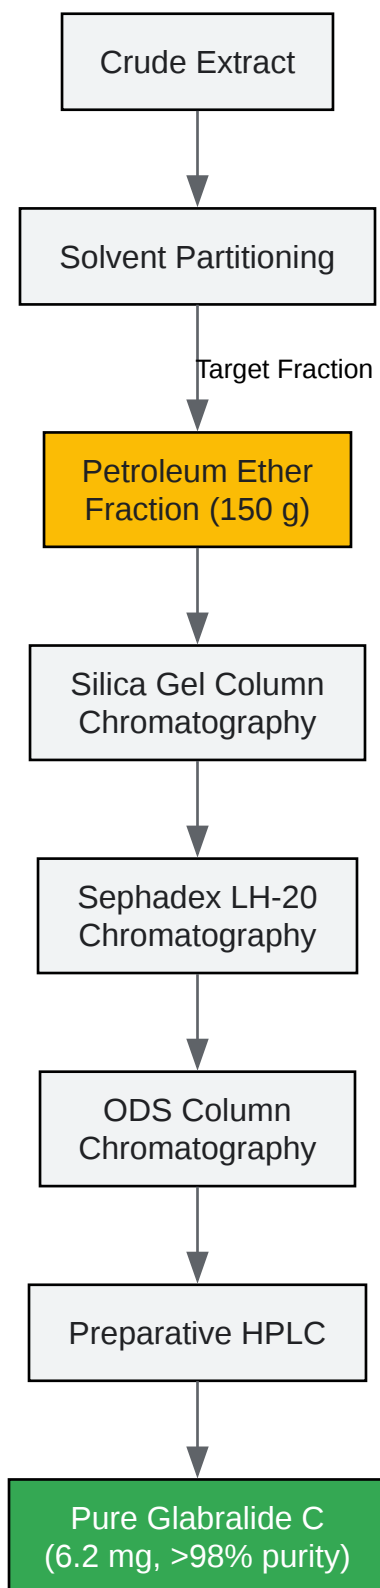 Crude Extract
Solvent Partitioning
Target Fraction
Petroleum Ether
Fraction (150 g)
Silica Gel Column
Chromatography
Sephadex LH-20
Chromatography
ODS Column
Chromatography
Preparative HPLC
Pure Glabralide C
(6.2 mg, >98% purity)